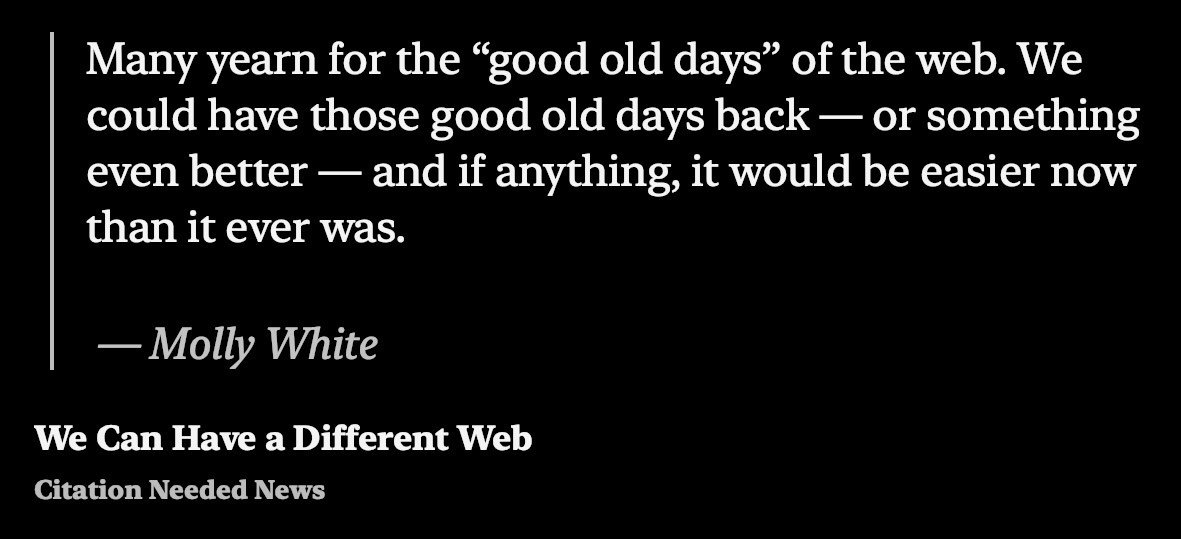 Many yearn for the “good old days” of the web. We
could have those good old days back — or something
even better — and if anything, it would be easier now
than it ever was.
— Molly White
We Can Have a Different Web
Citation Needed News